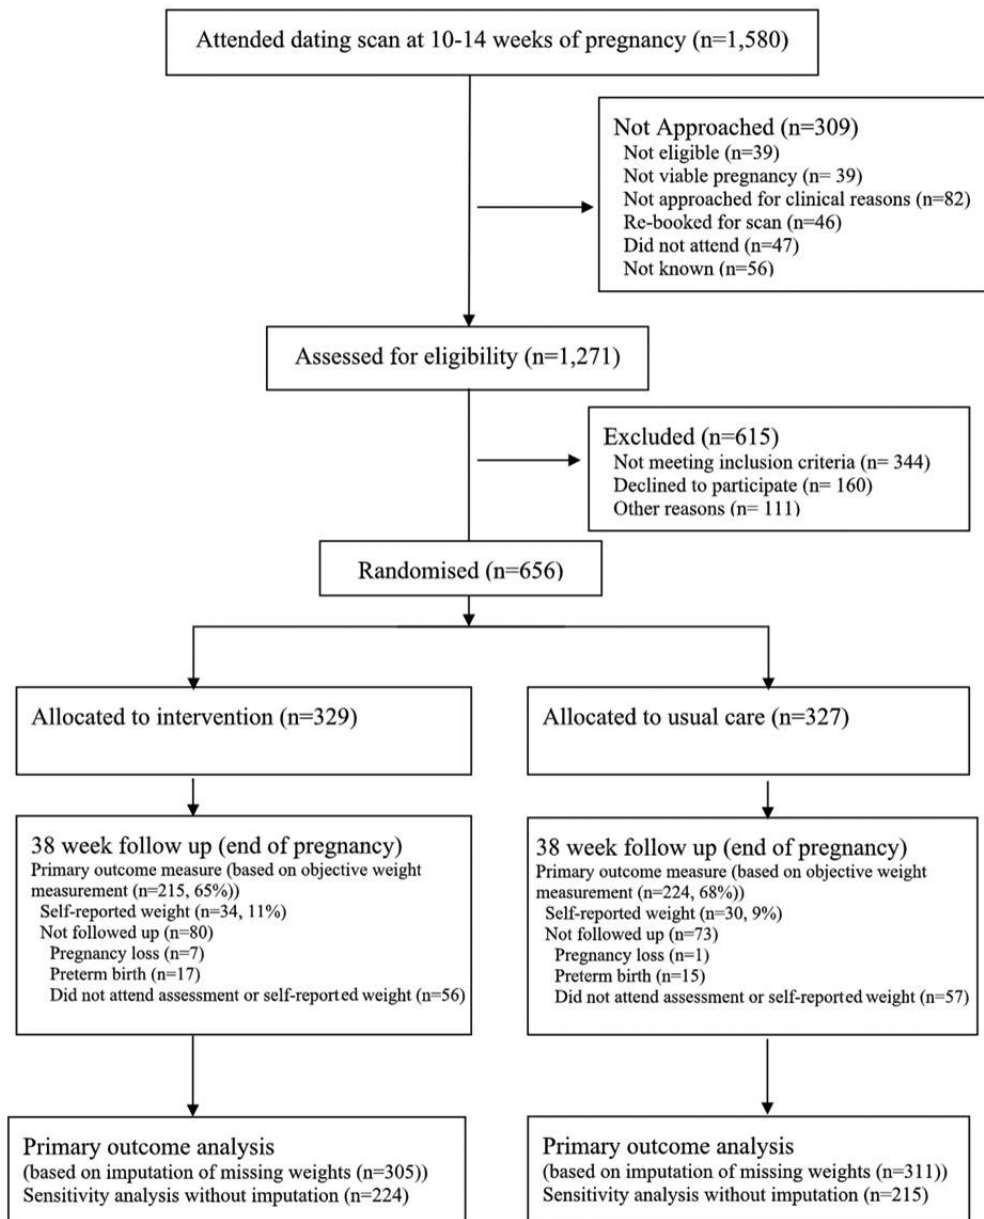 Attended dating scan at 10-14 weeks of pregnancy (n=1,580)
Not Approached (n=309)
Not eligible (n=39)
Not viable pregnancy (n= 39)
Not approached for clinical reasons (n=82)
Re-booked for scan (n=46)
Did not attend (n=47)
Not known (n=56)
Assessed for eligibility (n=1,271)
Excluded (n=615)
Not meeting inclusion criteria (n= 344)
Declined to participate (n= 160)
Other reasons (n= 111)
Randomised (n=656)
Allocated to intervention (n=329)
Allocated to usual care (n=327)
38 week follow up (end of pregnancy)
Primary outcome measure (based on objective weight
measurement (n=215, 65%))
Self-reported weight (n=34, 11%)
Not followed up (n=80)
Pregnancy loss (n=7)
Preterm birth (n=17)
Did not attend assessment or self-reported weight (n=56)
38 week follow up (end of pregnancy)
Primary outcome measure (based on objective weight
measurement (n=224, 68%))
Self-reported weight (n=30, 9%)
Not followed up (n=73)
Pregnancy loss (n=1)
Preterm birth (n=15)
Did not attend assessment or self-reported weight (n=57)
Primary outcome analysis
(based on imputation of missing weights (n=305))
Sensitivity analysis without imputation (n=224)
Primary outcome analysis
(based on imputation of missing weights (n=311))
Sensitivity analysis without imputation (n=215)